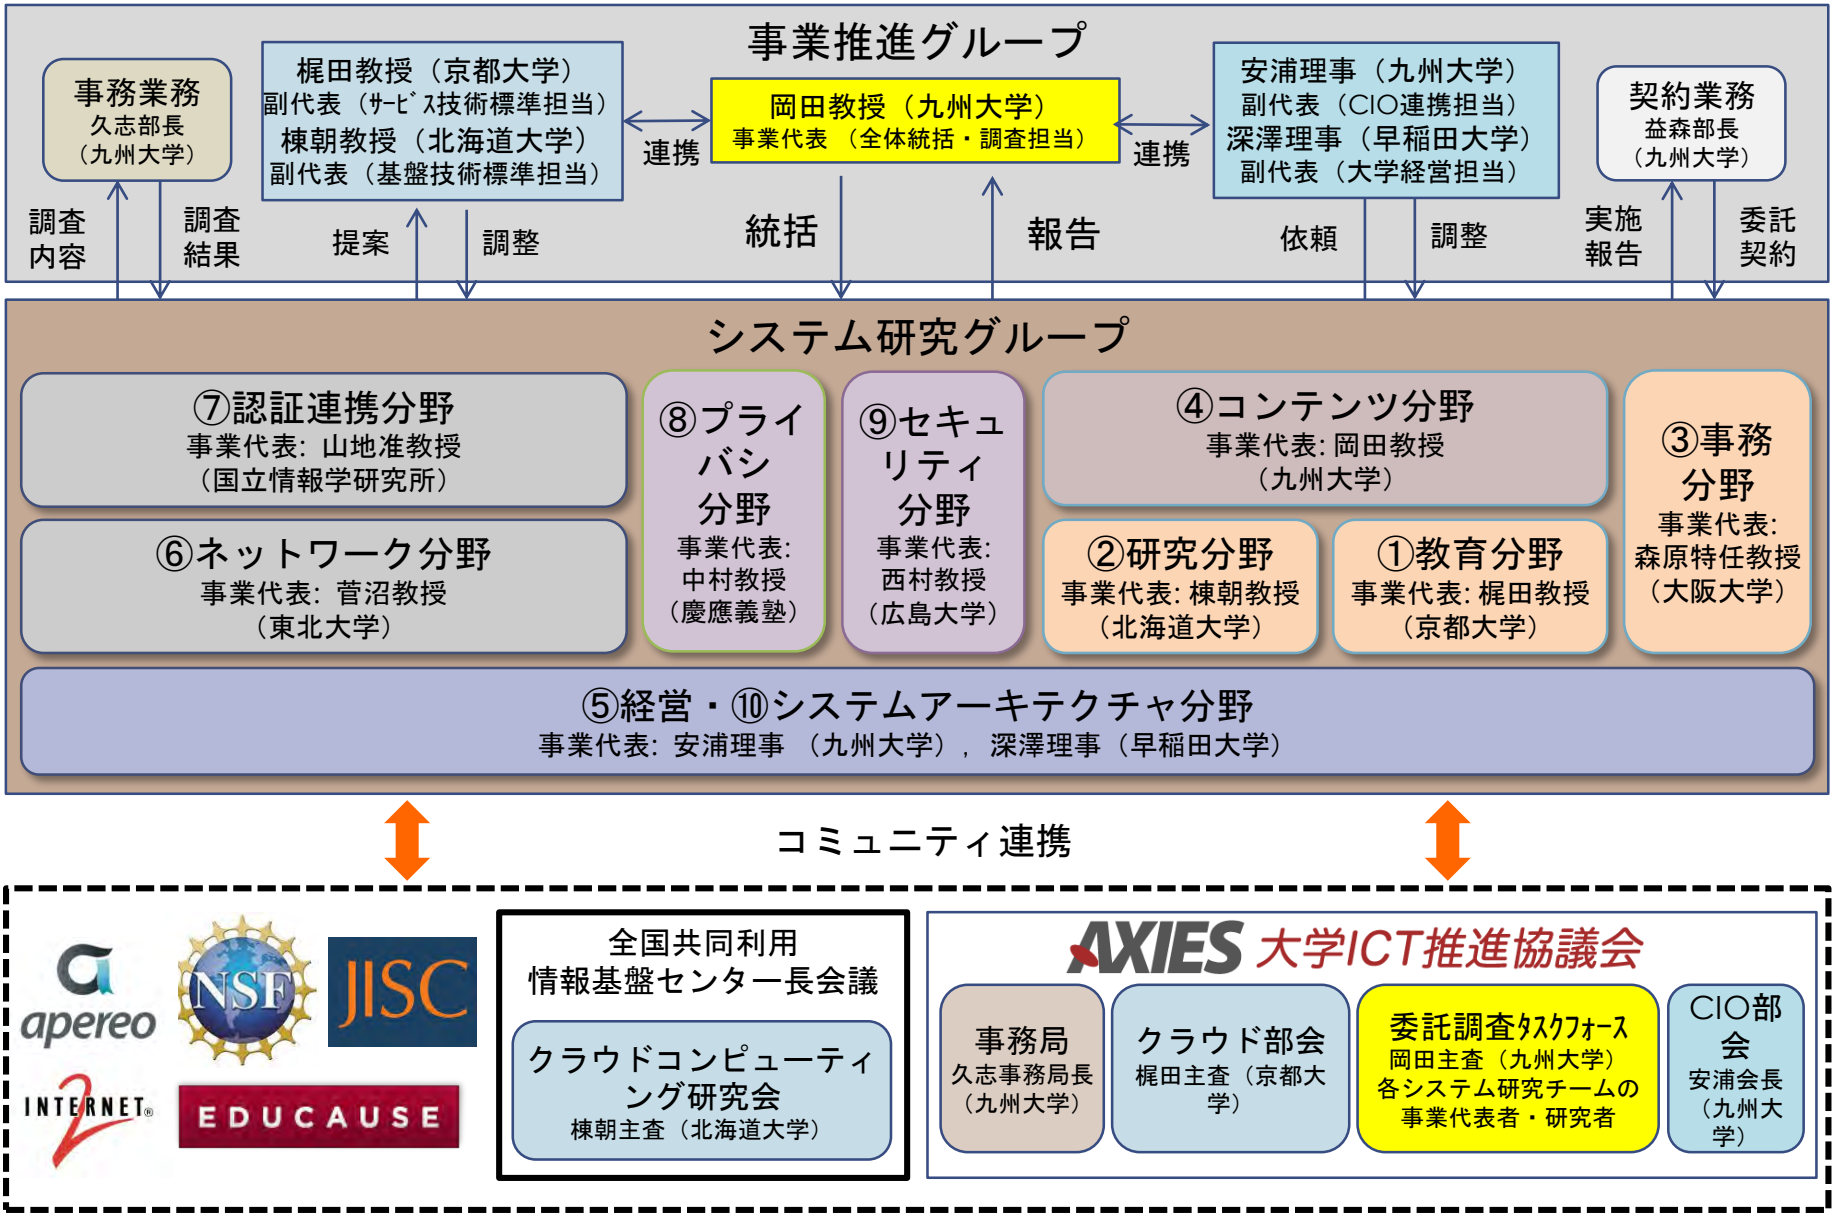 事業推進グループ
事務業務
久志部長
（九州大学）
梶田教授（京都大学）
副代表（ｻｰﾋﾞｽ技術標準担当）
棟朝教授（北海道大学）
副代表（基盤技術標準担当）
連携
岡田教授（九州大学）
事業代表（全体統括・調査担当）
連携
安浦理事（九州大学）
副代表（CIO連携担当）
深澤理事（早稲田大学）
副代表（大学経営担当）
契約業務
益森部長
（九州大学）
調査
内容
調査
結果
提案
調整
統括
報告
依頼
調整
実施
報告
委託
契約
システム研究グループ
⑦認証連携分野
事業代表: 山地准教授
（国立情報学研究所）
⑥ネットワーク分野
事業代表: 菅沼教授
（東北大学）
⑧プライ
バシ
分野
事業代表:
中村教授
（慶應義塾）
⑨セキュ
リティ
分野
事業代表:
西村教授
（広島大学）
④コンテンツ分野
事業代表: 岡田教授
（九州大学）
②研究分野
事業代表: 棟朝教授
（北海道大学）
①教育分野
事業代表: 梶田教授
（京都大学）
③事務
分野
事業代表:
森原特任教授
（大阪大学）
⑤経営・⑩システムアーキテクチャ分野
事業代表: 安浦理事 （九州大学）, 深澤理事（早稲田大学）
コミュニティ連携
apereo
NSF
JISC
INTERNET®
2
EDUCAUSE
全国共同利用
情報基盤センター長会議
クラウドコンピューティ
ング研究会
棟朝主査（北海道大学）
AXIES 大学ICT推進協議会
事務局
久志事務局長
（九州大学）
クラウド部会
梶田主査（京都大
学）
委託調査ﾀｽｸﾌｫｰｽ
岡田主査（九州大学）
各システム研究チームの
事業代表者・研究者
CIO部
会
安浦会長
（九州大
学）